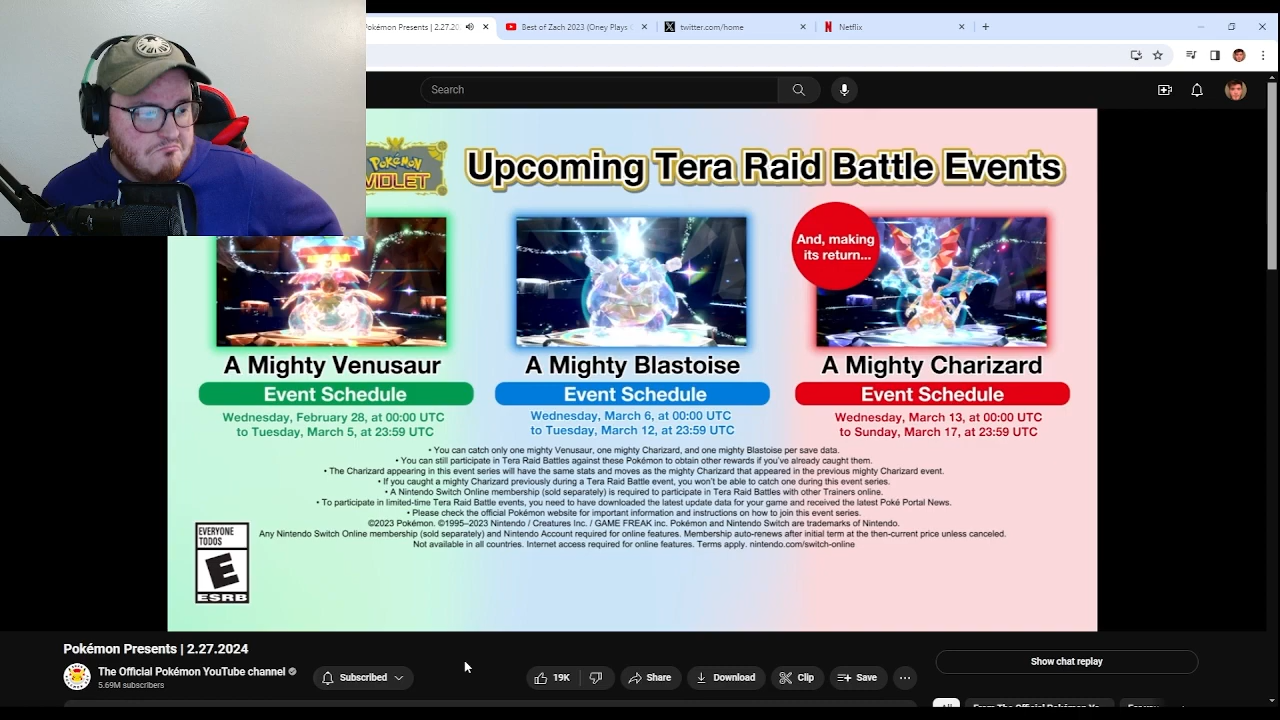 Pokémon Presents | 2.27.20
Best of Zach 2023 (Oney Plays
twitter.com/home
Netflix
Search
POKéMON
VIOLET
Upcoming Tera Raid Battle Events
And, making
its return...
A Mighty Venusaur
A Mighty Blastoise
A Mighty Charizard
Event Schedule
Event Schedule
Event Schedule
Wednesday, February 28, at 00:00 UTC
to Tuesday, March 5, at 23:59 UTC
Wednesday, March 6, at 00:00 UTC
to Tuesday, March 12, at 23:59 UTC
Wednesday, March 13, at 00:00 UTC
to Sunday, March 17, at 23:59 UTC
• You can catch only one mighty Venusaur, one mighty Charizard, and one mighty Blastoise per save data.
• You can still participate in Tera Raid Battles against these Pokémon to obtain other rewards if you've already caught them.
• The Charizard appearing in this event series will have the same stats and moves as the mighty Charizard that appeared in the previous mighty Charizard event.
• If you caught a mighty Charizard previously during a Tera Raid Battle event, you won't be able to catch one during this event series.
• A Nintendo Switch Online membership (sold separately) is required to participate in Tera Raid Battles with other Trainers online.
• To participate in limited-time Tera Raid Battle events, you need to have downloaded the latest update data for your game and received the latest Poké Portal News.
• Please check the official Pokémon website for important information and instructions on how to join this event series.
©2023 Pokémon. ©1995–2023 Nintendo / Creatures Inc. / GAME FREAK inc. Pokémon and Nintendo Switch are trademarks of Nintendo.
Any Nintendo Switch Online membership (sold separately) and Nintendo Account required for online features. Membership auto-renews after initial term at the then-current price unless canceled.
Not available in all countries. Internet access required for online features. Terms apply. nintendo.com/switch-online
EVERYONE
TODOS
E
ESRB
Pokémon Presents | 2.27.2024
The Official Pokémon YouTube channel
5.69M subscribers
Subscribed
19K
Share
Download
Clip
Save
Show chat replay
All